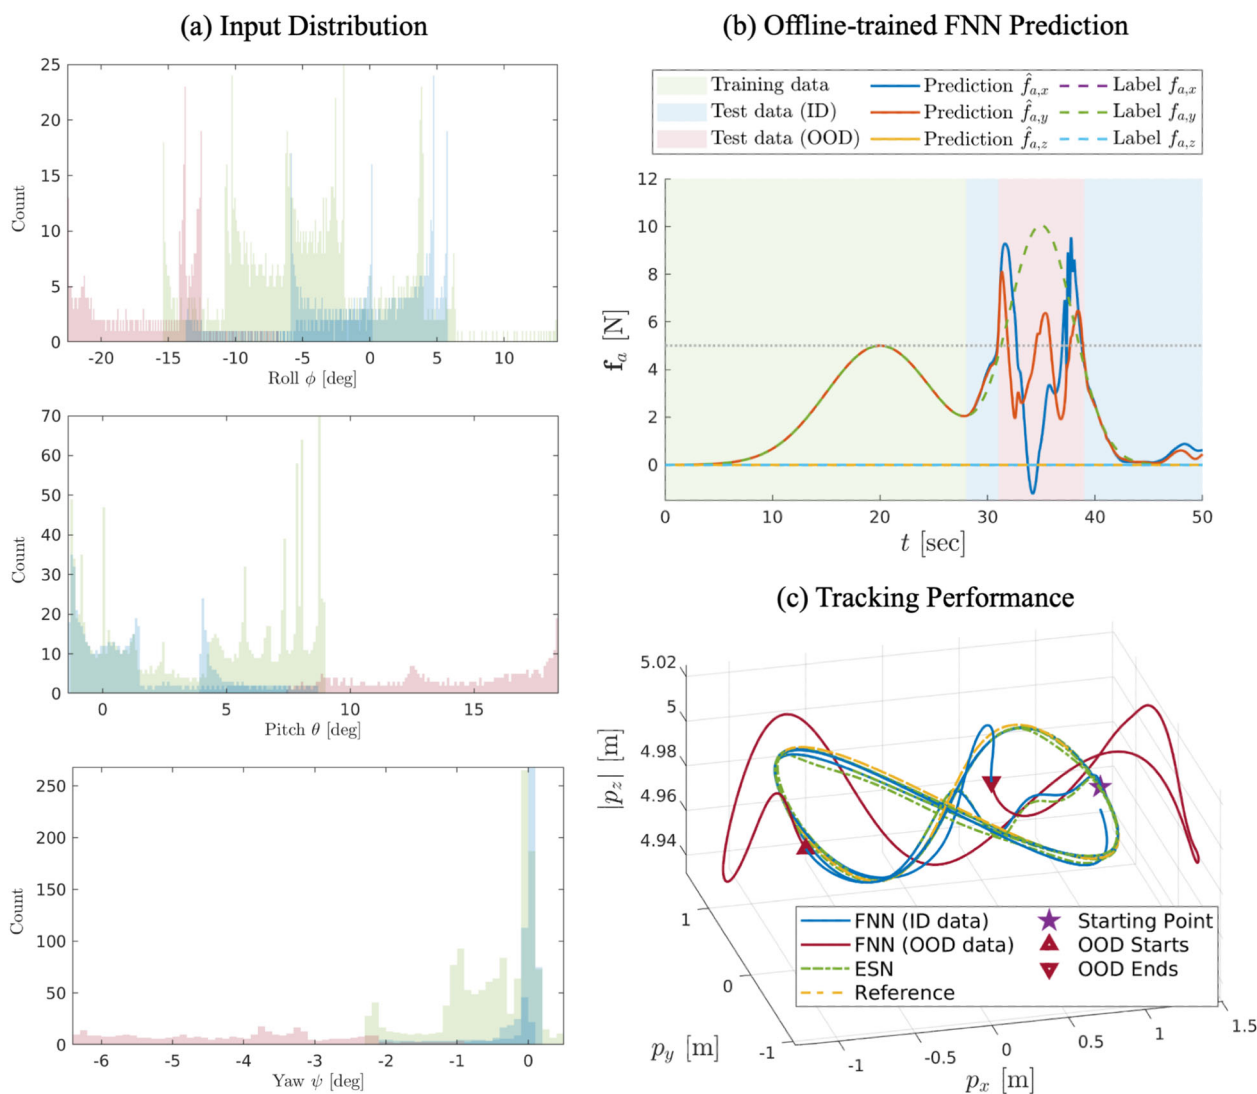 (a) Input Distribution
25
20
15
10
5
0
Count
-20
-15
-10
-5
0
5
10
Roll ϕ [deg]
70
60
50
40
30
20
10
0
Count
0
5
10
15
Pitch θ [deg]
250
200
150
100
50
0
Count
-6
-5
-4
-3
-2
-1
0
Yaw ψ [deg]
(b) Offline-trained FNN Prediction
Training data
Test data (ID)
Test data (OOD)
Prediction f̂a,x
Prediction f̂a,y
Prediction f̂a,z
Label fa,x
Label fa,y
Label fa,z
12
10
8
6
4
2
0
fa [N]
0
10
20
30
40
50
t [sec]
(c) Tracking Performance
5.02
5
4.98
4.96
4.94
|pz| [m]
1
0
-1
py [m]
-1
-0.5
0
0.5
1
1.5
px [m]
FNN (ID data)
FNN (OOD data)
ESN
Reference
Starting Point
OOD Starts
OOD Ends